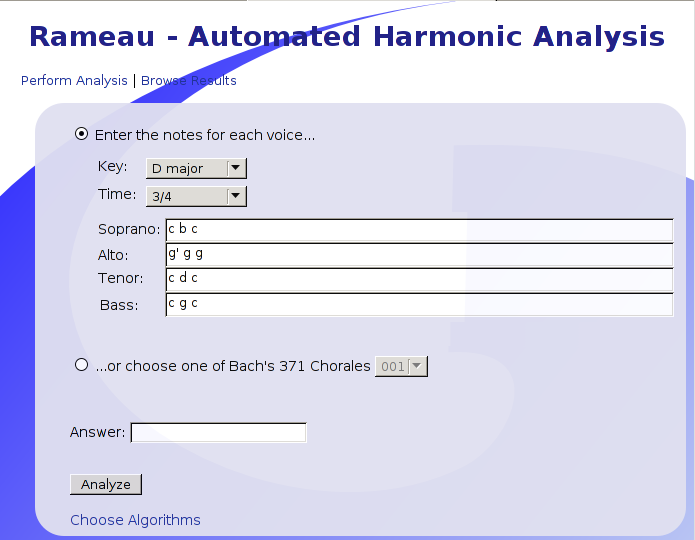 Rameau - Automated Harmonic Analysis
Perform Analysis | Browse Results
Enter the notes for each voice...
Key: D major
Time: 3/4
Soprano: c b c
Alto: g' g g
Tenor: c d c
Bass: c g c
...or choose one of Bach's 371 Chorales 001
Answer:
Analyze
Choose Algorithms